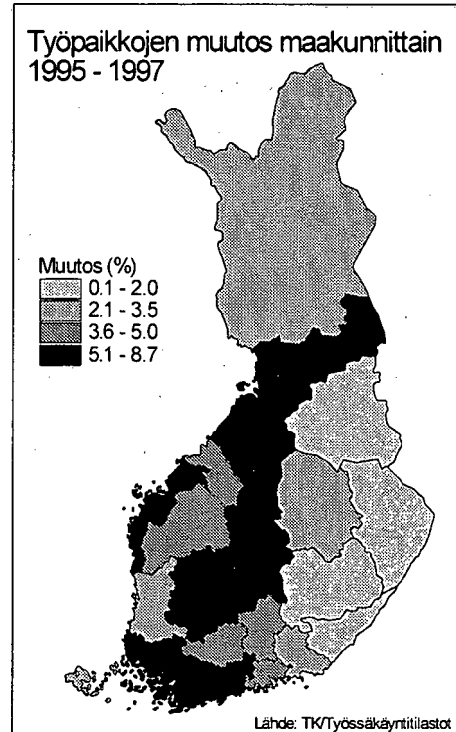 Työpaikkojen muutos maakunnittain
1995 - 1997
Muutos (%)
0.1 - 2.0
2.1 - 3.5
3.6 - 5.0
5.1 - 8.7
Lähde: TK/Työssäkäyntitilastot